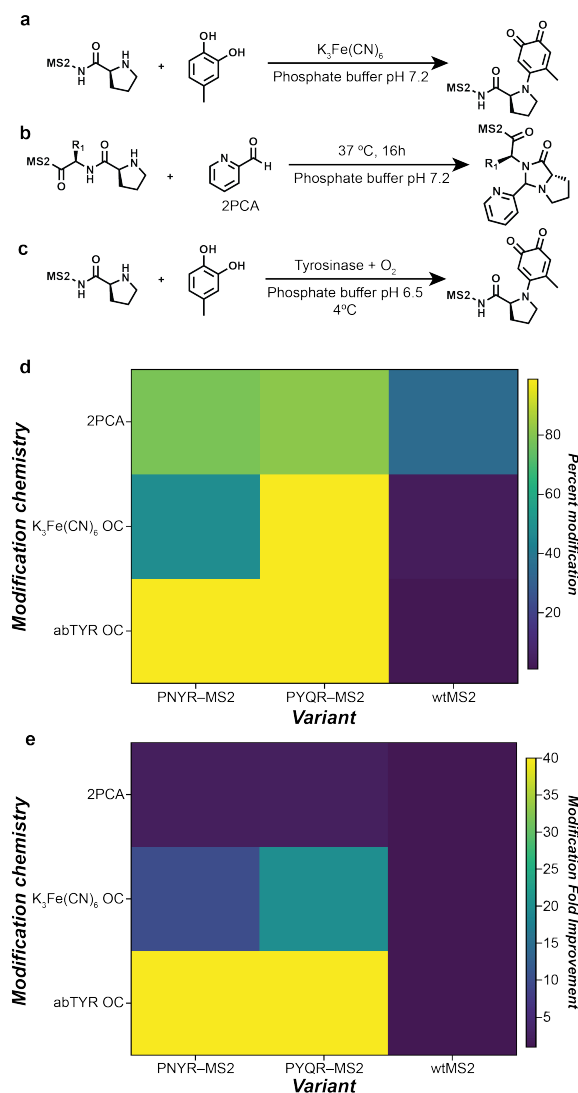 a
MS2
NH
O
H
N
+
OH
OH
K3Fe(CN)6
Phosphate buffer pH 7.2
O
O
MS2
NH
O
N
b
R1
MS2
O
N
H
O
H
N
+
N
O
H
2PCA
37 ºC, 16h
Phosphate buffer pH 7.2
MS2
O
R1
N
O
H
N
N
c
MS2
NH
O
H
N
+
OH
OH
Tyrosinase + O2
Phosphate buffer pH 6.5
4ºC
O
O
MS2
NH
O
N
d
Modification chemistry
2PCA
K3Fe(CN)6 OC
abTYR OC
PNYR–MS2
PYQR–MS2
wtMS2
Variant
80
60
40
20
Percent modification
e
Modification chemistry
2PCA
K3Fe(CN)6 OC
abTYR OC
PNYR–MS2
PYQR–MS2
wtMS2
Variant
40
35
30
25
20
15
10
5
Modification Fold Improvement